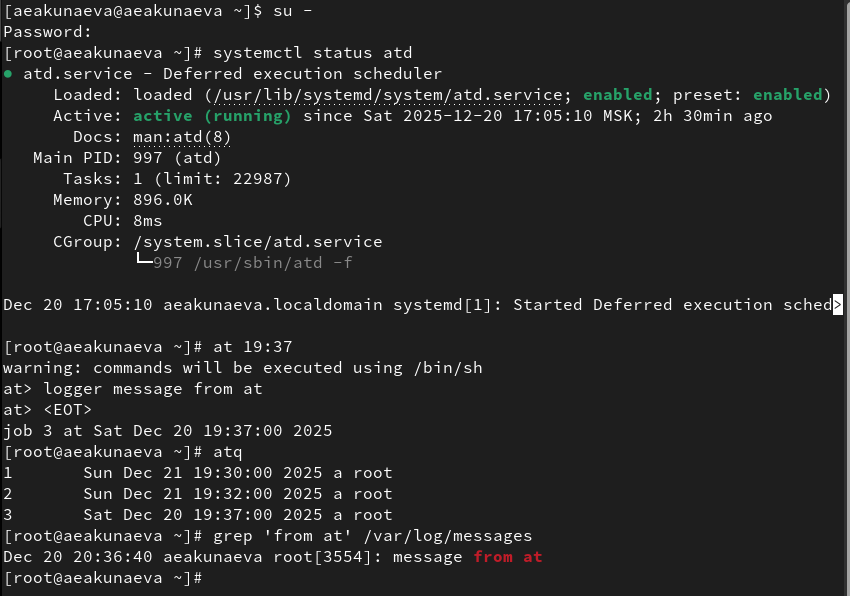 [aeakunaeva@aeakunaeva ~]$ su -
Password:
[root@aeakunaeva ~]# systemctl status atd
● atd.service - Deferred execution scheduler
     Loaded: loaded (/usr/lib/systemd/system/atd.service; enabled; preset: enabled)
     Active: active (running) since Sat 2025-12-20 17:05:10 MSK; 2h 30min ago
       Docs: man:atd(8)
   Main PID: 997 (atd)
      Tasks: 1 (limit: 22987)
     Memory: 896.0K
        CPU: 8ms
     CGroup: /system.slice/atd.service
             └─997 /usr/sbin/atd -f

Dec 20 17:05:10 aeakunaeva.localdomain systemd[1]: Started Deferred execution sched>

[root@aeakunaeva ~]# at 19:37
warning: commands will be executed using /bin/sh
at> logger message from at
at> <EOT>
job 3 at Sat Dec 20 19:37:00 2025
[root@aeakunaeva ~]# atq
1       Sun Dec 21 19:30:00 2025 a root
2       Sun Dec 21 19:32:00 2025 a root
3       Sat Dec 20 19:37:00 2025 a root
[root@aeakunaeva ~]# grep 'from at' /var/log/messages
Dec 20 20:36:40 aeakunaeva root[3554]: message from at
[root@aeakunaeva ~]#